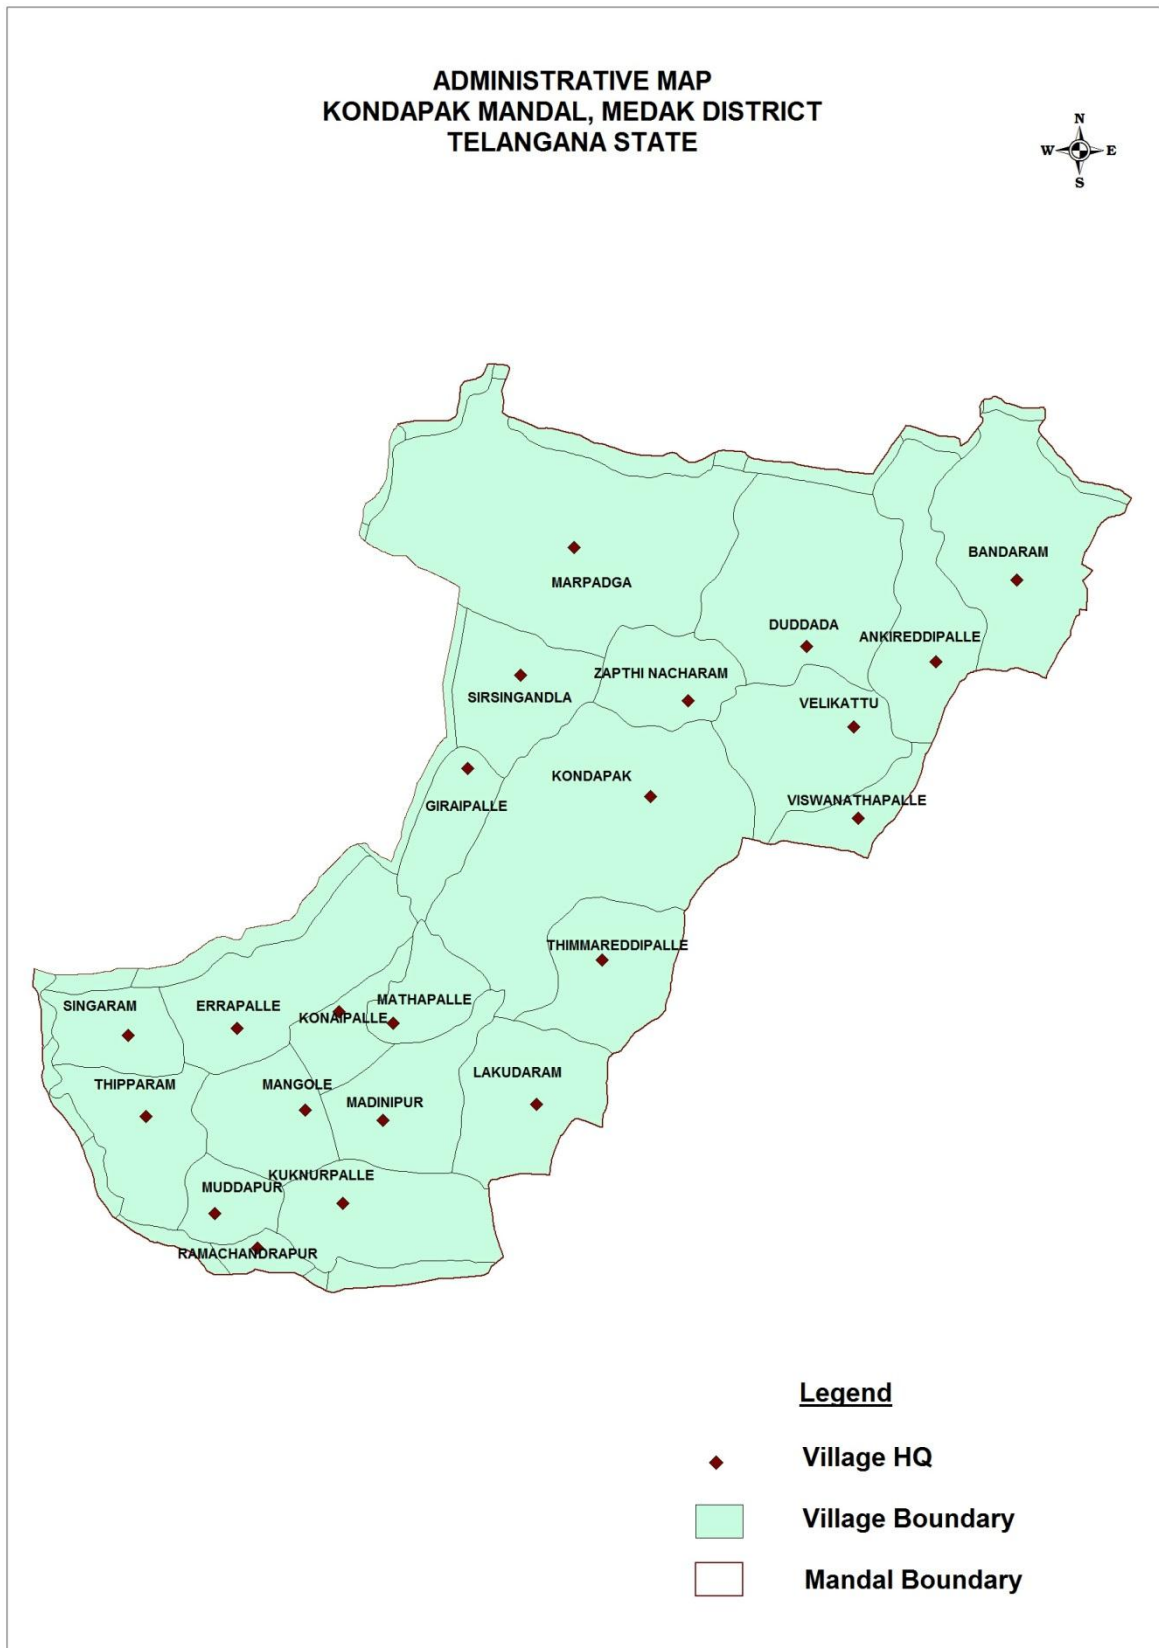 ADMINISTRATIVE MAP
KONDAPAK MANDAL, MEDAK DISTRICT
TELANGANA STATE
N
W E
S
BANDARAM
MARPADGA
DUDDADA
ANKIREDDIPALLE
ZAPTHI NACHARAM
SIRSINGANDLA
VELIKATTU
KONDAPAK
VISWANATHAPALLE
GIRAIPALLE
THIMMAREDDIPALLE
MATHAPALLE
SINGARAM
ERRAPALLE
KONAIPALLE
LAKUDARAM
THIPPARAM
MANGOLE
MADINIPUR
KUKNURPALLE
MUDDAPUR
RAMACHANDRAPUR
Legend
Village HQ
Village Boundary
Mandal Boundary